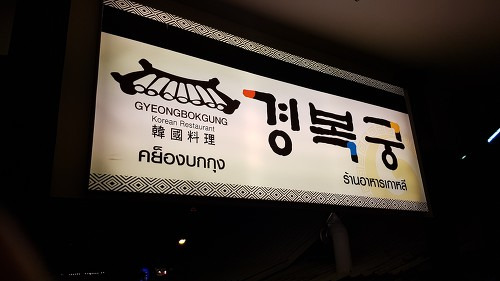 GYEONGBOKGUNG
Korean Restaurant
韓國料理
คย็องบกกุง
경복궁
ร้านอาหารเกาหลี